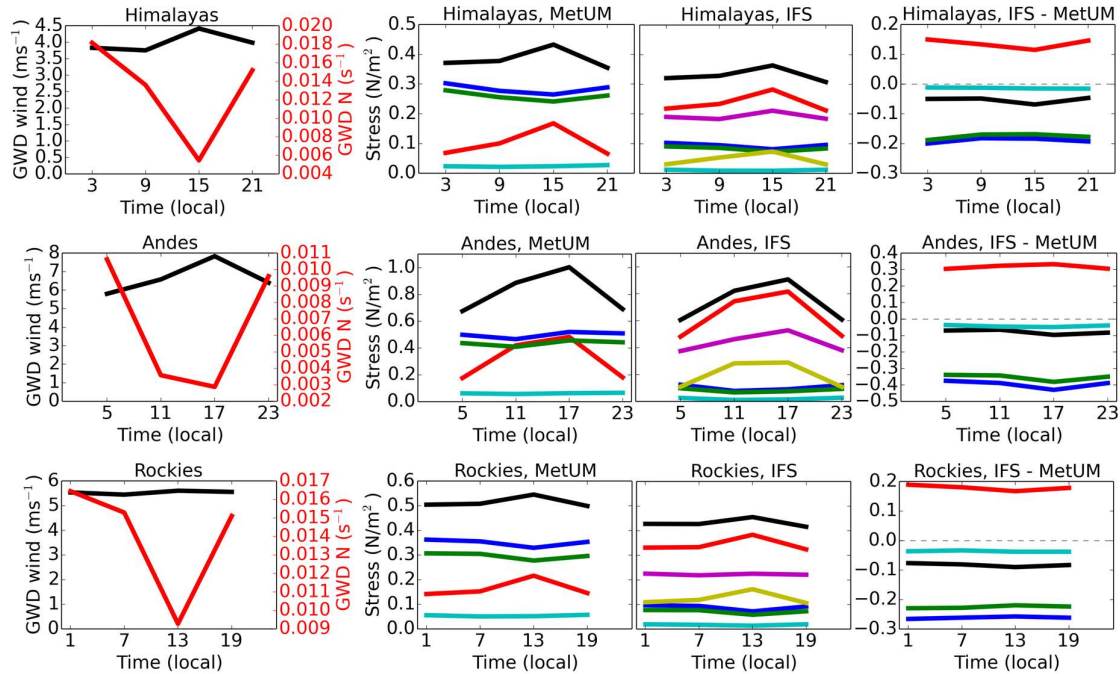 Himalayas
GWD wind (ms⁻¹)
4.5
4.0
3.5
3.0
2.5
2.0
1.5
1.0
0.5
0.0
0.020
0.018
0.016
0.014
0.012
0.010
0.008
0.006
0.004
GWD N (s⁻¹)
3 9 15 21
Time (local)
Himalayas, MetUM
Stress (N/m²)
0.5
0.4
0.3
0.2
0.1
0.0
3 9 15 21
Time (local)
Himalayas, IFS
3 9 15 21
Time (local)
Himalayas, IFS - MetUM
0.2
0.1
0.0
−0.1
−0.2
−0.3
3 9 15 21
Time (local)
Andes
GWD wind (ms⁻¹)
8
7
6
5
4
3
2
1
0
0.011
0.010
0.009
0.008
0.007
0.006
0.005
0.004
0.003
0.002
GWD N (s⁻¹)
5 11 17 23
Time (local)
Andes, MetUM
Stress (N/m²)
1.0
0.8
0.6
0.4
0.2
0.0
5 11 17 23
Time (local)
Andes, IFS
5 11 17 23
Time (local)
Andes, IFS - MetUM
0.4
0.3
0.2
0.1
0.0
−0.1
−0.2
−0.3
−0.4
−0.5
5 11 17 23
Time (local)
Rockies
GWD wind (ms⁻¹)
6
5
4
3
2
1
0
0.017
0.016
0.015
0.014
0.013
0.012
0.011
0.010
0.009
GWD N (s⁻¹)
1 7 13 19
Time (local)
Rockies, MetUM
Stress (N/m²)
0.6
0.5
0.4
0.3
0.2
0.1
0.0
1 7 13 19
Time (local)
Rockies, IFS
1 7 13 19
Time (local)
Rockies, IFS - MetUM
0.2
0.1
0.0
−0.1
−0.2
−0.3
1 7 13 19
Time (local)